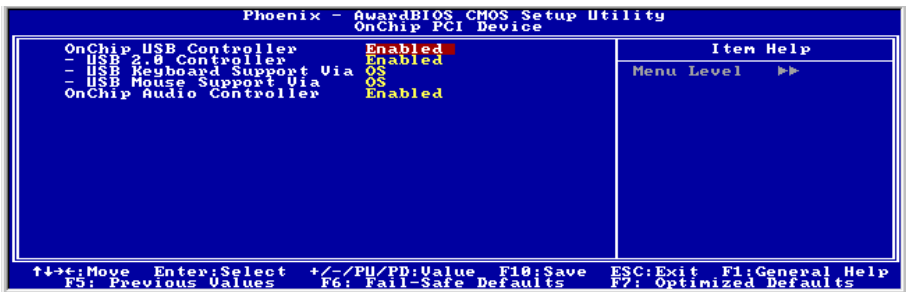 Phoenix - AwardBIOS CMOS Setup Utility
OnChip PCI Device
OnChip USB Controller Enabled
- USB 2.0 Controller Enabled
- USB Keyboard Support Via OS
- USB Mouse Support Via OS
OnChip Audio Controller Enabled
Item Help
Menu Level ►►
↑↓→←:Move Enter:Select +/-/PU/PD:Value F10:Save ESC:Exit F1:General Help
F5: Previous Values F6: Fail-Safe Defaults F7: Optimized Defaults